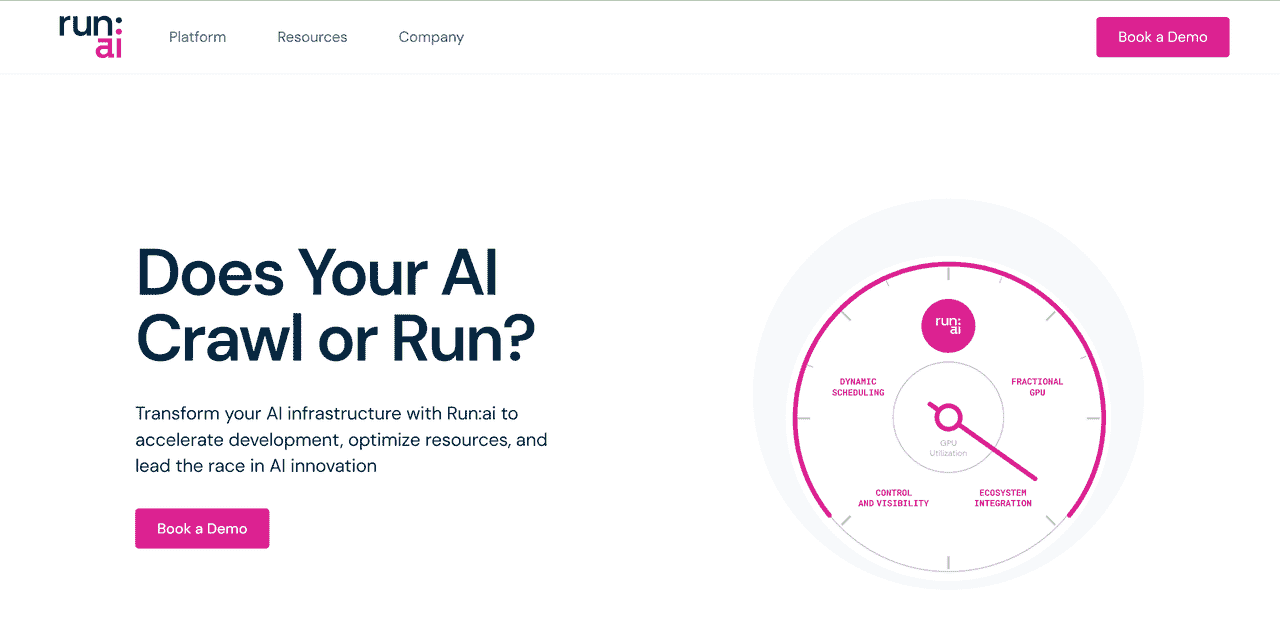 run:
ai
Platform
Resources
Company
Book a Demo
Does Your AI
Crawl or Run?
Transform your AI infrastructure with Run:ai to
accelerate development, optimize resources, and
lead the race in AI innovation
Book a Demo
run:
ai
DYNAMIC
SCHEDULING
FRACTIONAL
GPU
GPU
Utilization
CONTROL
AND VISIBILITY
ECOSYSTEM
INTEGRATION